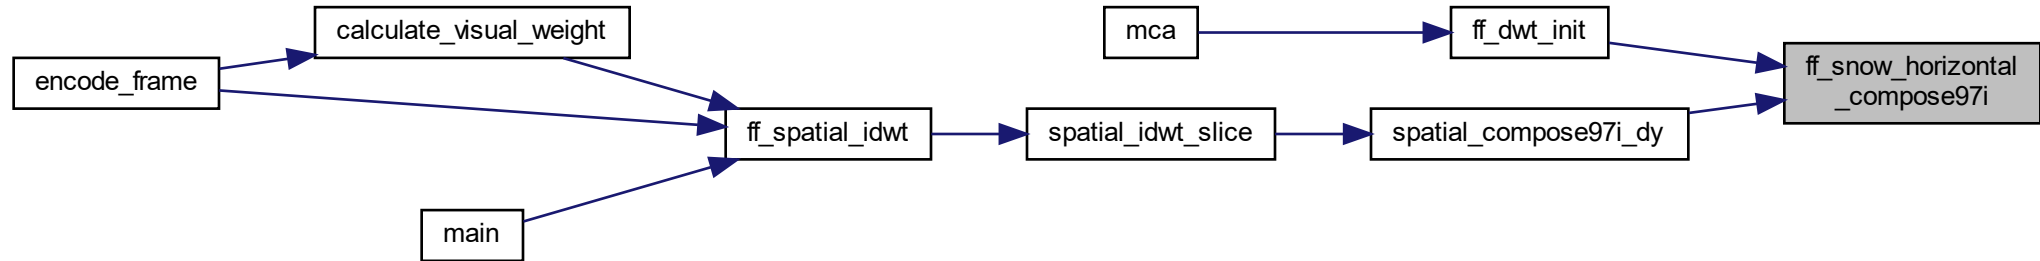 calculate_visual_weight
mca
ff_dwt_init
ff_snow_horizontal
_compose97i
encode_frame
ff_spatial_idwt
spatial_idwt_slice
spatial_compose97i_dy
main